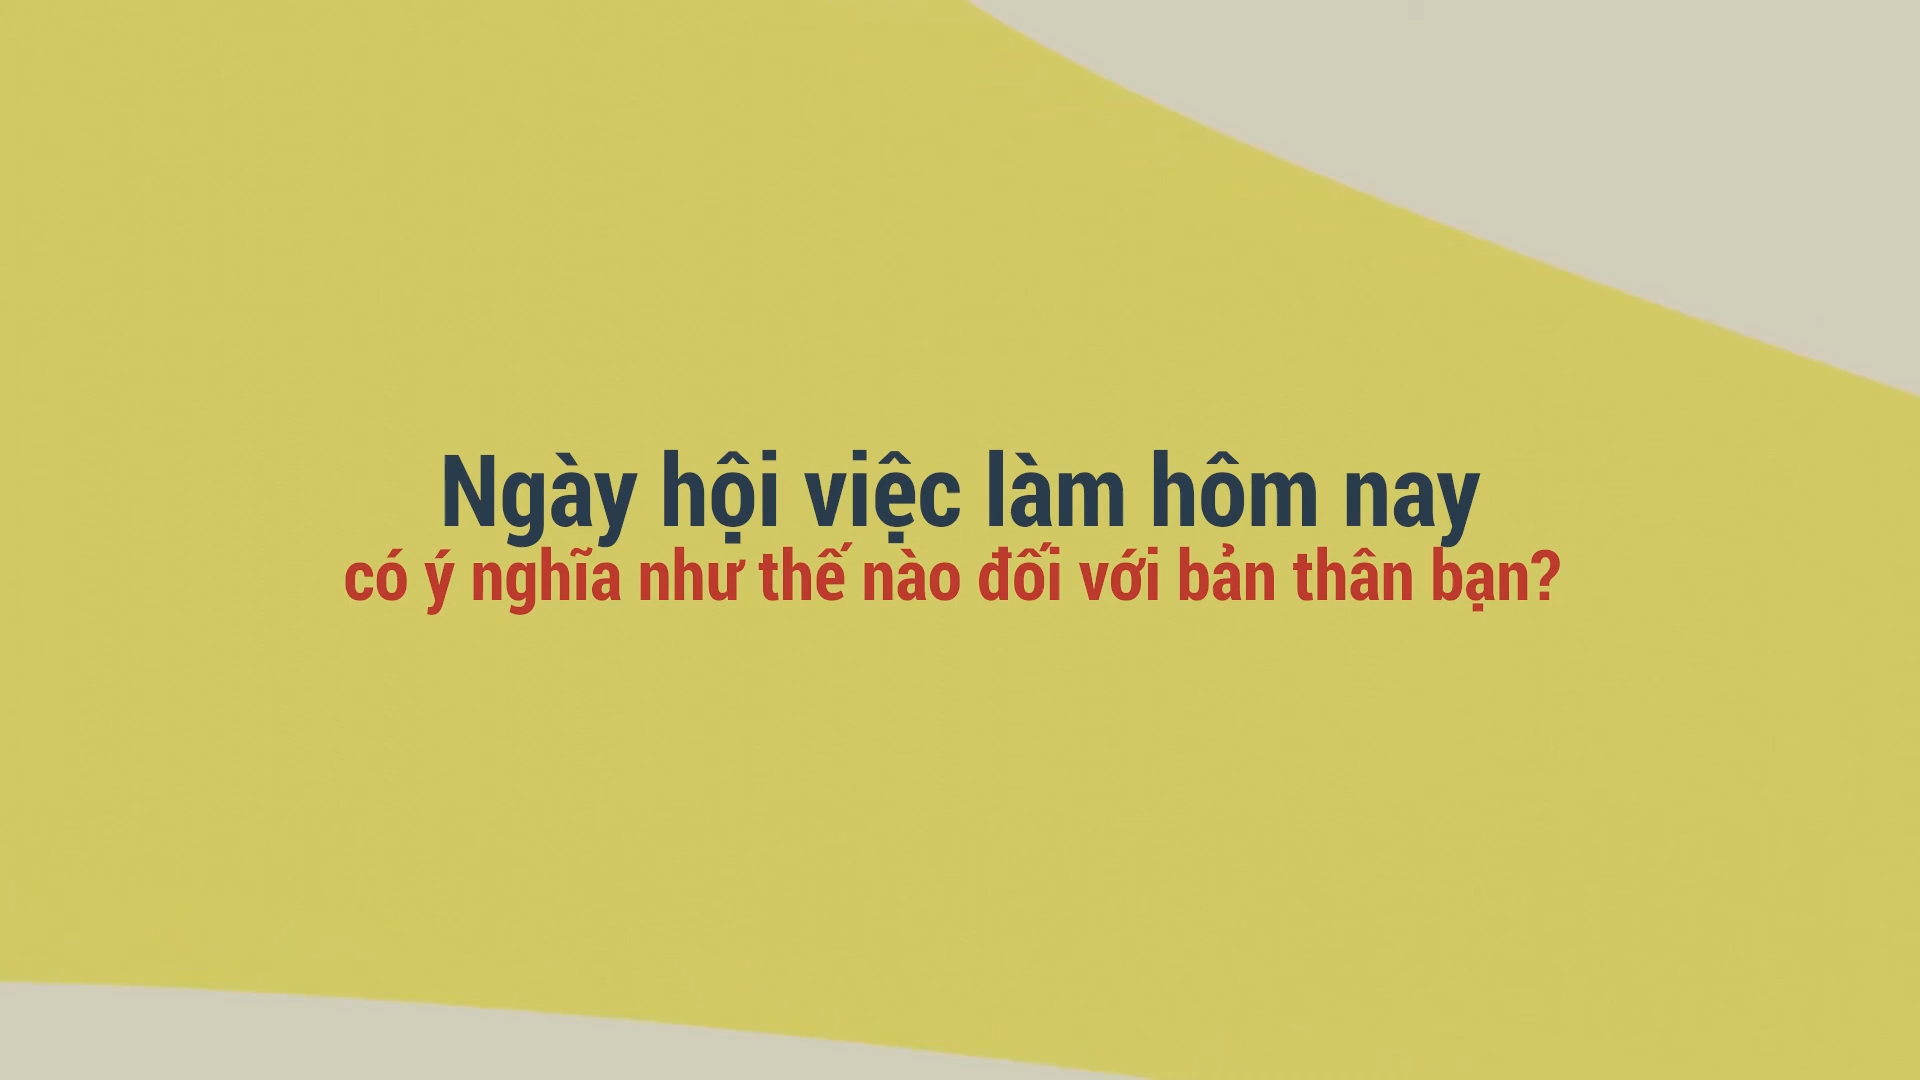 Ngày hội việc làm hôm nay
có ý nghĩa như thế nào đối với bản thân bạn?